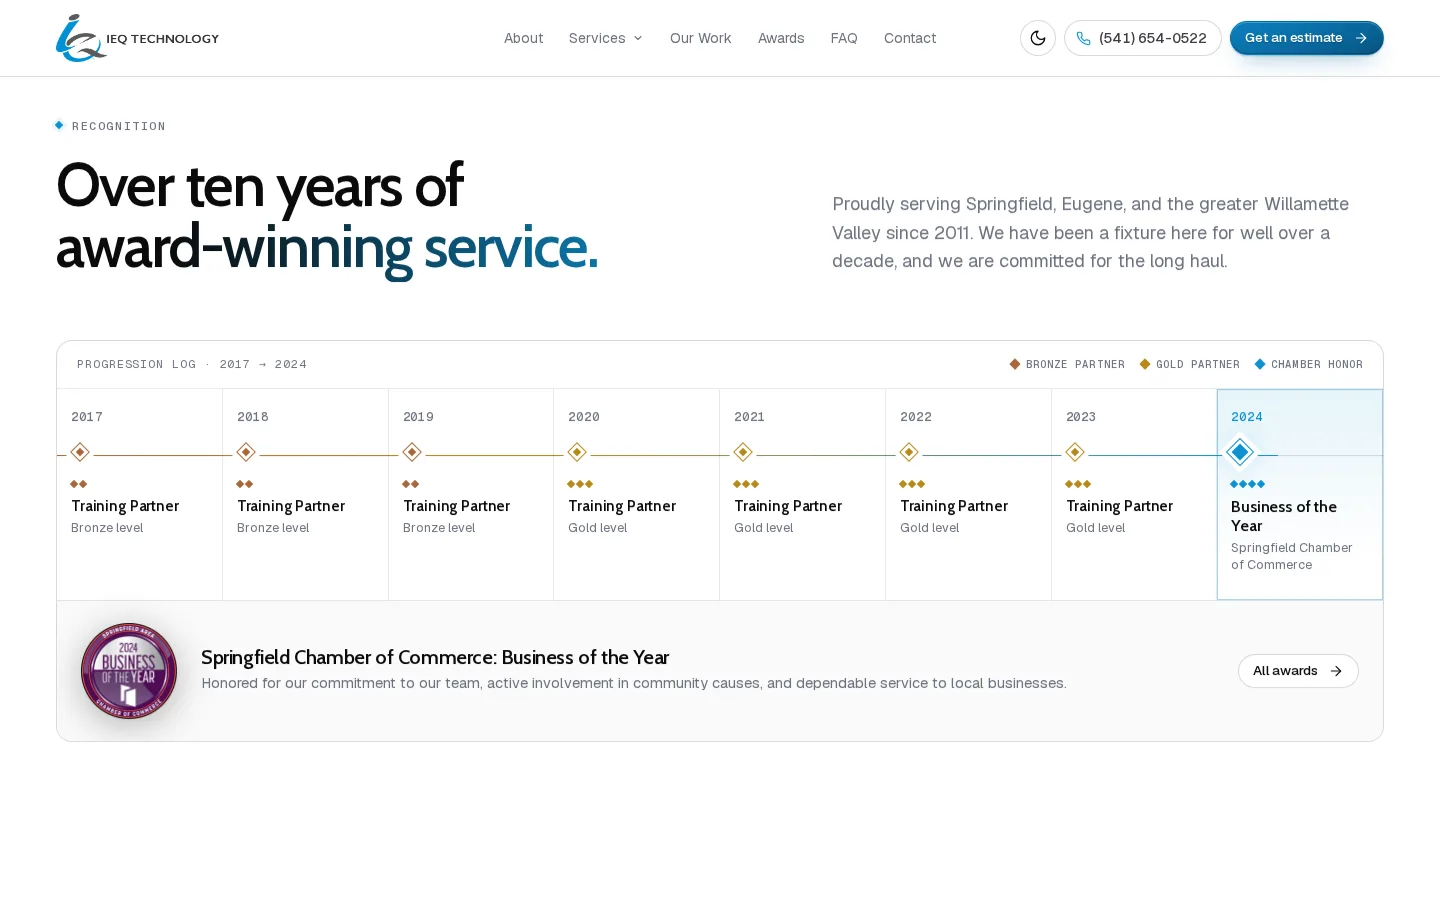 IEQ TECHNOLOGY
About
Services
Our Work
Awards
FAQ
Contact
(541) 654-0522
Get an estimate
RECOGNITION
Over ten years of
award-winning service.
Proudly serving Springfield, Eugene, and the greater Willamette
Valley since 2011. We have been a fixture here for well over a
decade, and we are committed for the long haul.
PROGRESSION LOG · 2017 → 2024
BRONZE PARTNER
GOLD PARTNER
CHAMBER HONOR
2017
Training Partner
Bronze level
2018
Training Partner
Bronze level
2019
Training Partner
Bronze level
2020
Training Partner
Gold level
2021
Training Partner
Gold level
2022
Training Partner
Gold level
2023
Training Partner
Gold level
2024
Business of the
Year
Springfield Chamber
of Commerce
SPRINGFIELD AREA
2024
BUSINESS
OF THE YEAR
CHAMBER OF COMMERCE
Springfield Chamber of Commerce: Business of the Year
Honored for our commitment to our team, active involvement in community causes, and dependable service to local businesses.
All awards